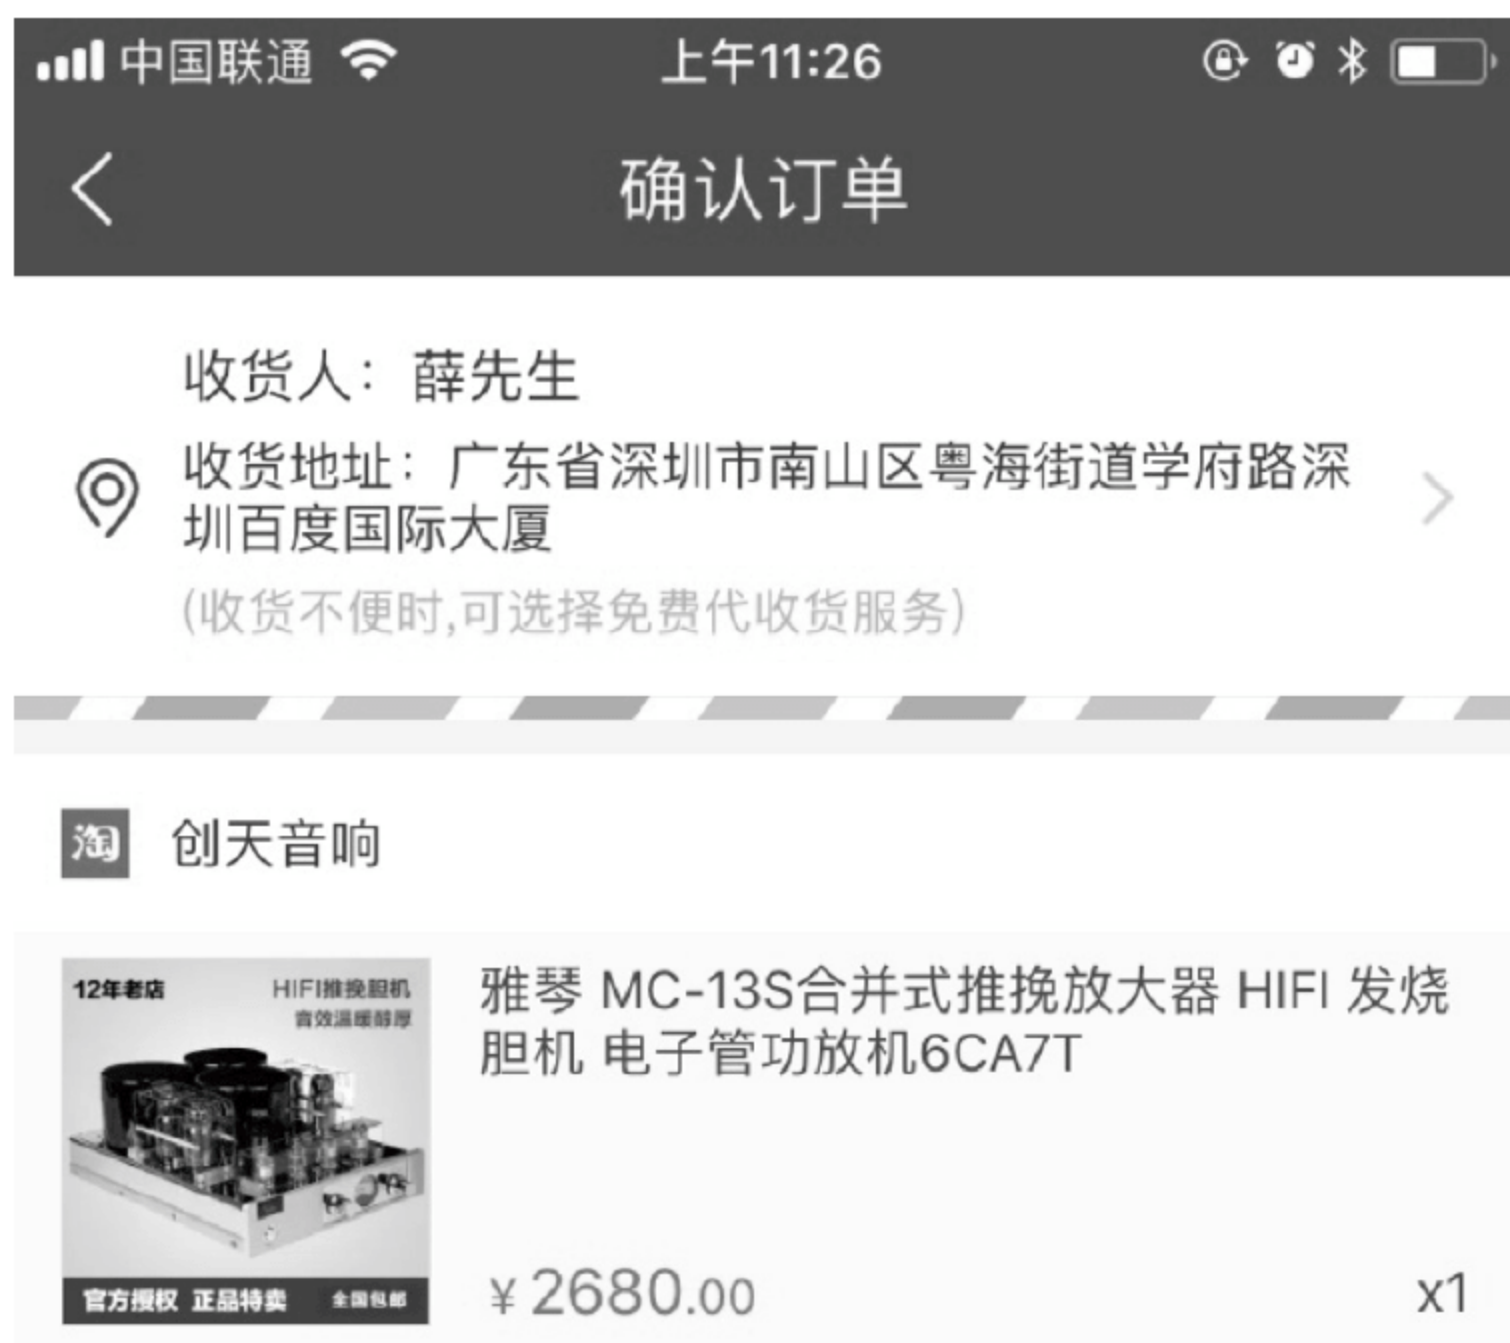 中国联通
上午11:26
确认订单
收货人：薛先生
收货地址：广东省深圳市南山区粤海街道学府路深
圳百度国际大厦
(收货不便时,可选择免费代收货服务)
淘
创天音响
12年老店
HIFI推挽胆机
音效温暖醇厚
官方授权 正品特卖 全国包邮
雅琴 MC-13S合并式推挽放大器 HIFI 发烧
胆机 电子管功放机6CA7T
¥2680.00
x1